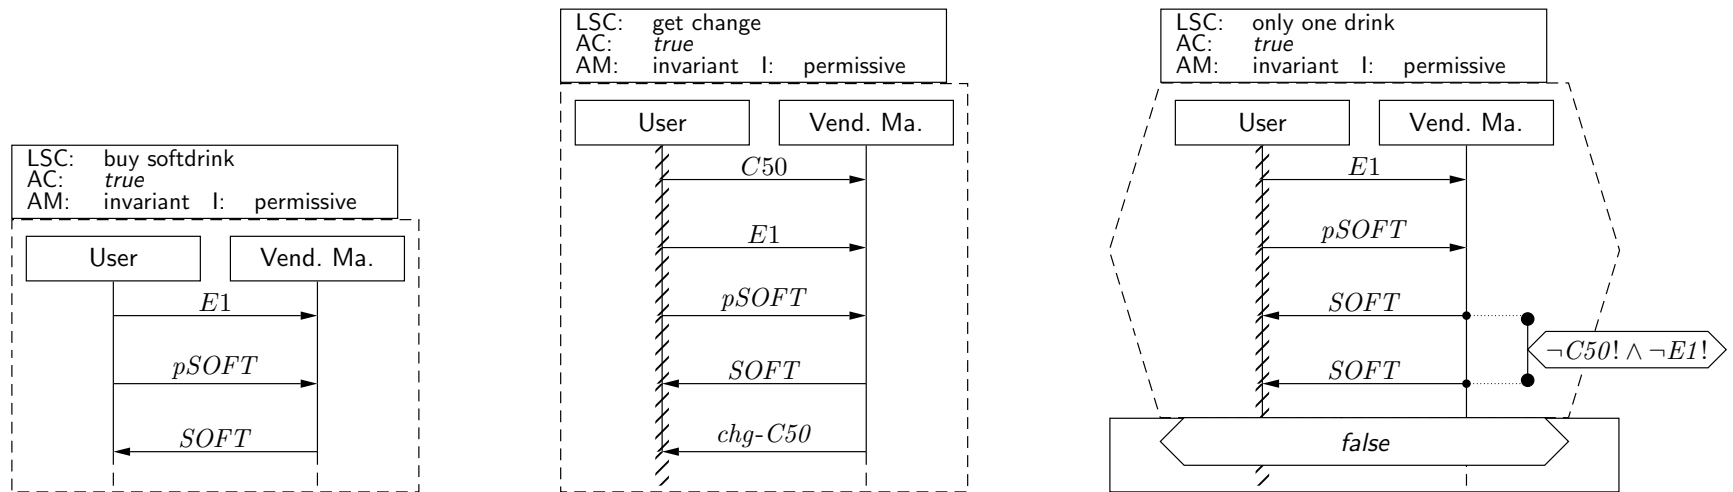 LSC: buy softdrink
AC: true
AM: invariant I: permissive
User Vend. Ma.
E1
pSOFT
SOFT
LSC: get change
AC: true
AM: invariant I: permissive
User Vend. Ma.
C50
E1
pSOFT
SOFT
chg-C50
LSC: only one drink
AC: true
AM: invariant I: permissive
User Vend. Ma.
E1
pSOFT
SOFT
¬C50! ∧ ¬E1!
SOFT
false